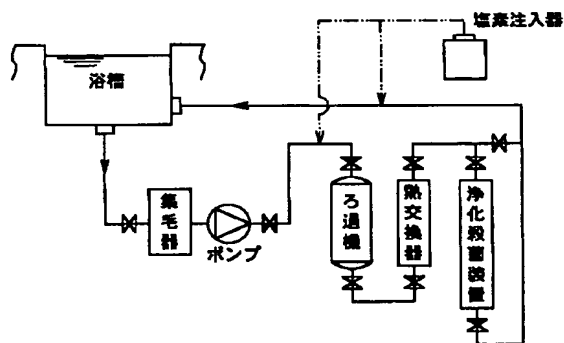 塩素注入器
浴槽
集毛器
ポンプ
ろ過機
熱交換器
浄化殺菌装置